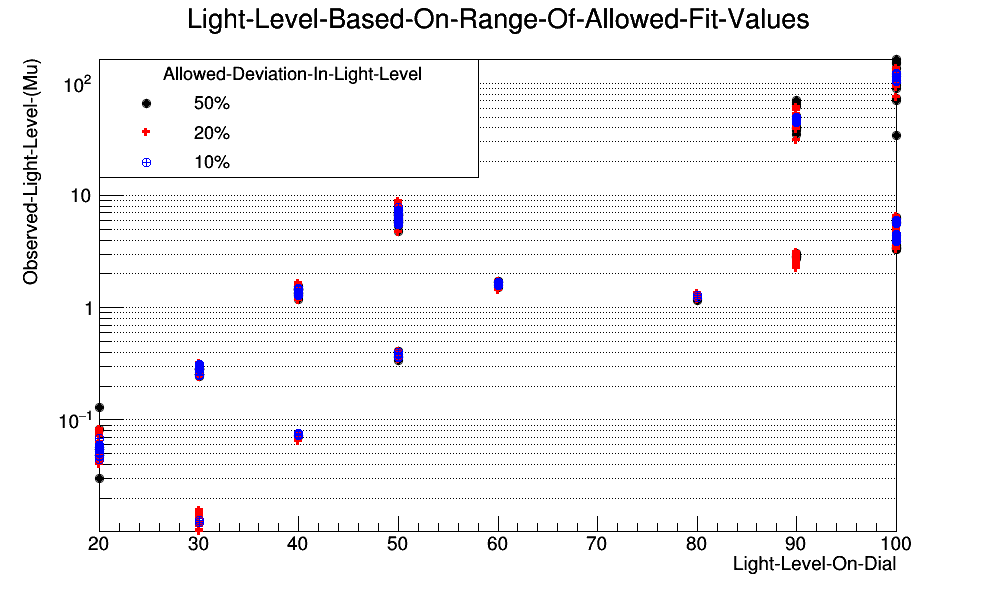 Light-Level-Based-On-Range-Of-Allowed-Fit-Values
Observed-Light-Level-(Mu)
Allowed-Deviation-In-Light-Level
50%
20%
10%
10²
10
1
10⁻¹
20 30 40 50 60 70 80 90 100
Light-Level-On-Dial